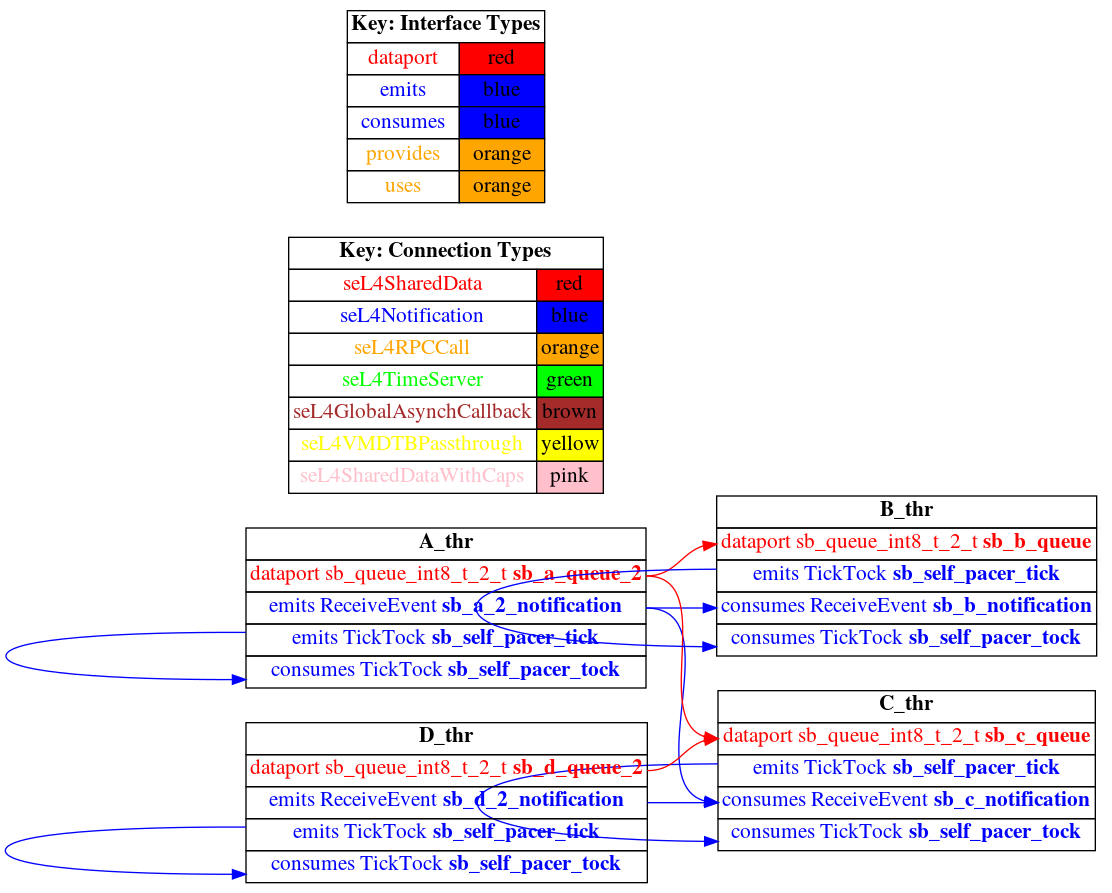 Key: Interface Types
dataport red
emits blue
consumes blue
provides orange
uses orange
Key: Connection Types
seL4SharedData red
seL4Notification blue
seL4RPCCall orange
seL4TimeServer green
seL4GlobalAsynchCallback brown
seL4VMDTBPassthrough yellow
seL4SharedDataWithCaps pink
A_thr
dataport sb_queue_int8_t_2_t sb_a_queue_2
emits ReceiveEvent sb_a_2_notification
emits TickTock sb_self_pacer_tick
consumes TickTock sb_self_pacer_tock
B_thr
dataport sb_queue_int8_t_2_t sb_b_queue
emits TickTock sb_self_pacer_tick
consumes ReceiveEvent sb_b_notification
consumes TickTock sb_self_pacer_tock
D_thr
dataport sb_queue_int8_t_2_t sb_d_queue_2
emits ReceiveEvent sb_d_2_notification
emits TickTock sb_self_pacer_tick
consumes TickTock sb_self_pacer_tock
C_thr
dataport sb_queue_int8_t_2_t sb_c_queue
emits TickTock sb_self_pacer_tick
consumes ReceiveEvent sb_c_notification
consumes TickTock sb_self_pacer_tock